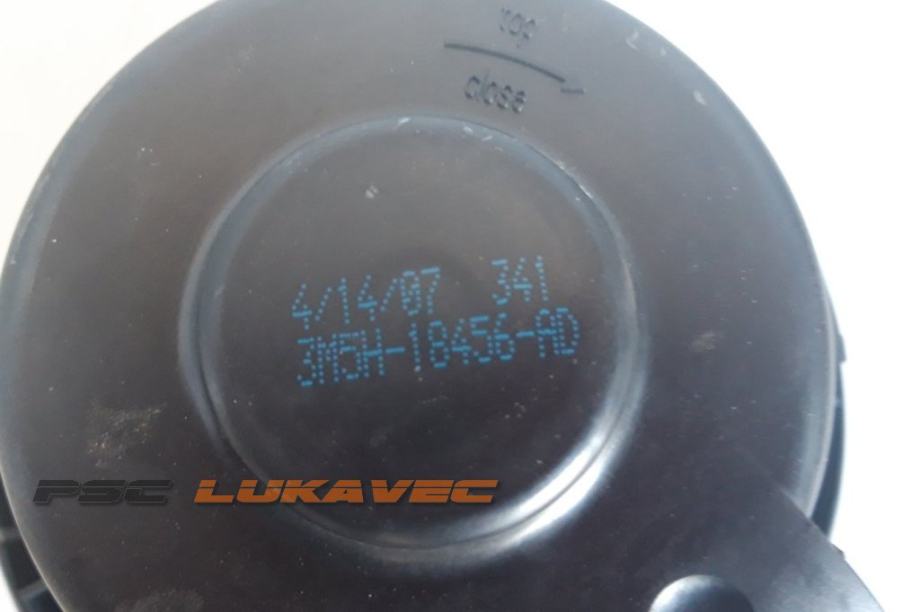 top
close
4/14/07 341
3M5H-18456-AD
PSC LUKAVEC